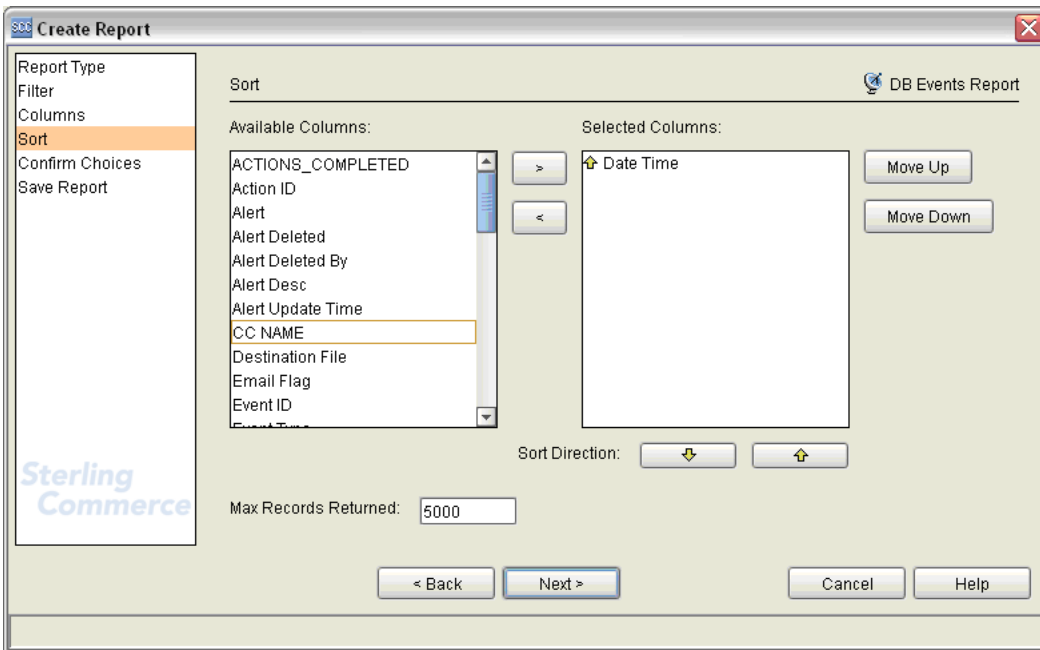 SCC Create Report
Report Type
Filter
Columns
Sort
Confirm Choices
Save Report
Sterling
Commerce
Sort
DB Events Report
Available Columns:
Selected Columns:
ACTIONS_COMPLETED
Action ID
Alert
Alert Deleted
Alert Deleted By
Alert Desc
Alert Update Time
CC NAME
Destination File
Email Flag
Event ID
Event Type
>
<
Date Time
Move Up
Move Down
Sort Direction:
Max Records Returned:
5000
< Back
Next >
Cancel
Help